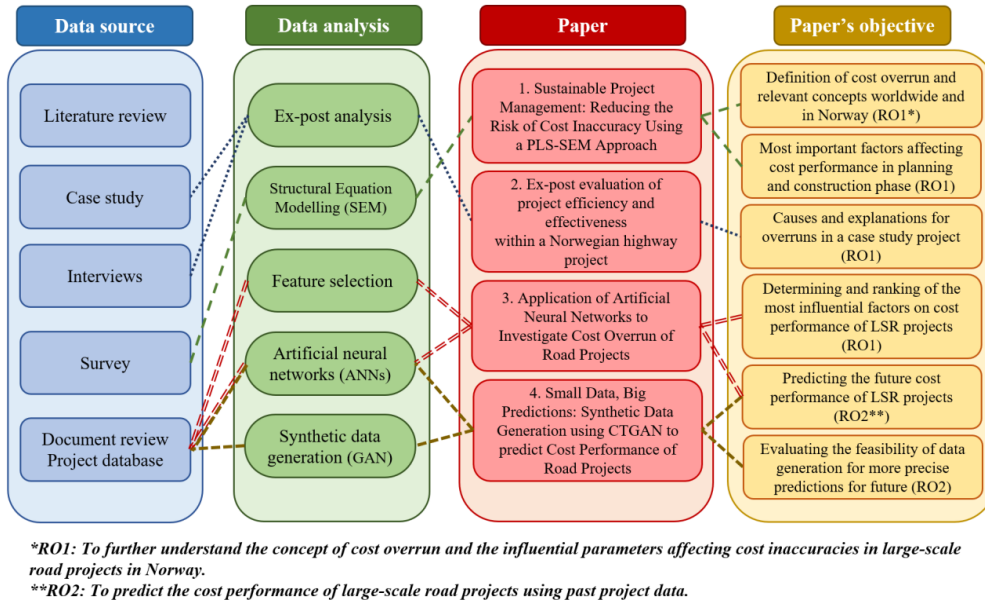 Data source
Data analysis
Paper
Paper's objective
Literature review
Case study
Interviews
Survey
Document review
Project database
Ex-post analysis
Structural Equation
Modelling (SEM)
Feature selection
Artificial neural
networks (ANNs)
Synthetic data
generation (GAN)
1. Sustainable Project
Management: Reducing the
Risk of Cost Inaccuracy Using
a PLS-SEM Approach
2. Ex-post evaluation of
project efficiency and
effectiveness
within a Norwegian highway
project
3. Application of Artificial
Neural Networks to
Investigate Cost Overrun of
Road Projects
4. Small Data, Big
Predictions: Synthetic Data
Generation using CTGAN to
predict Cost Performance of
Road Projects
Definition of cost overrun and
relevant concepts worldwide and
in Norway (RO1*)
Most important factors affecting
cost performance in planning
and construction phase (RO1)
Causes and explanations for
overruns in a case study project
(RO1)
Determining and ranking of the
most influential factors on cost
performance of LSR projects
(RO1)
Predicting the future cost
performance of LSR projects
(RO2**)
Evaluating the feasibility of data
generation for more precise
predictions for future (RO2)
*RO1: To further understand the concept of cost overrun and the influential parameters affecting cost inaccuracies in large-scale
road projects in Norway.
**RO2: To predict the cost performance of large-scale road projects using past project data.